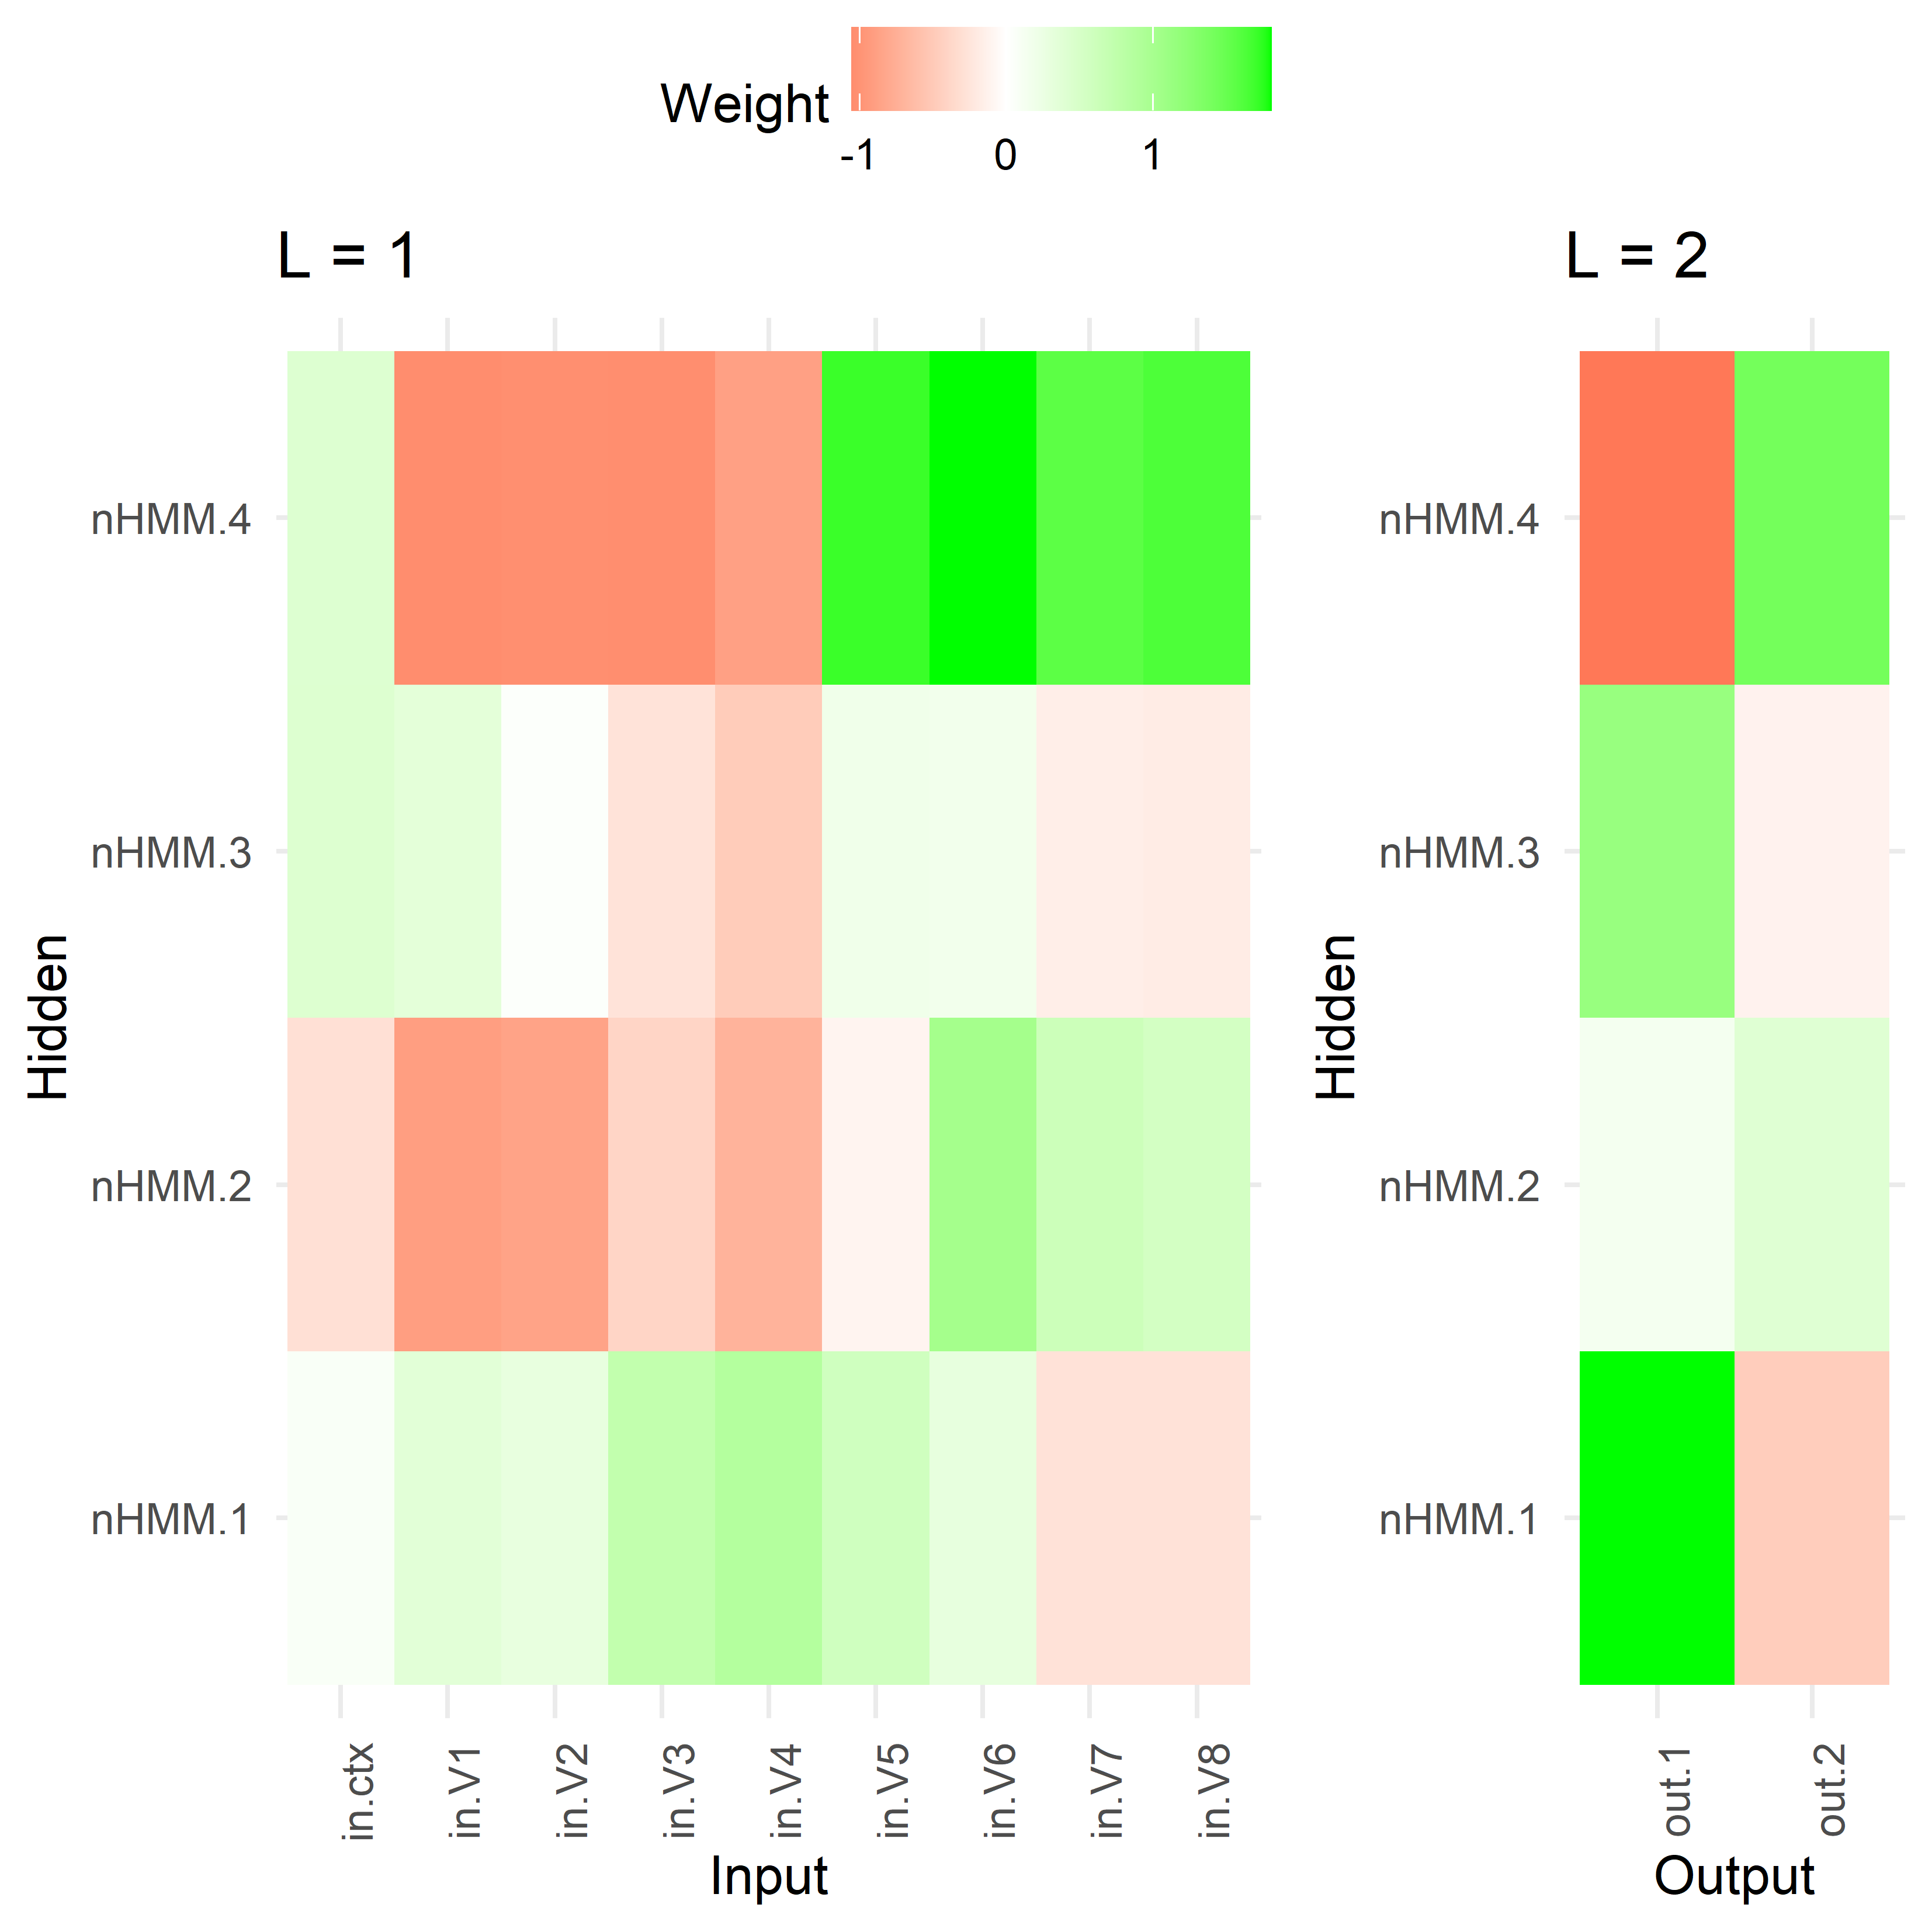 Weight
-1 0 1
L = 1
L = 2
Hidden
nHMM.4
nHMM.3
nHMM.2
nHMM.1
in.ctx
in.V1
in.V2
in.V3
in.V4
in.V5
in.V6
in.V7
in.V8
Input
Hidden
nHMM.4
nHMM.3
nHMM.2
nHMM.1
out.1
out.2
Output